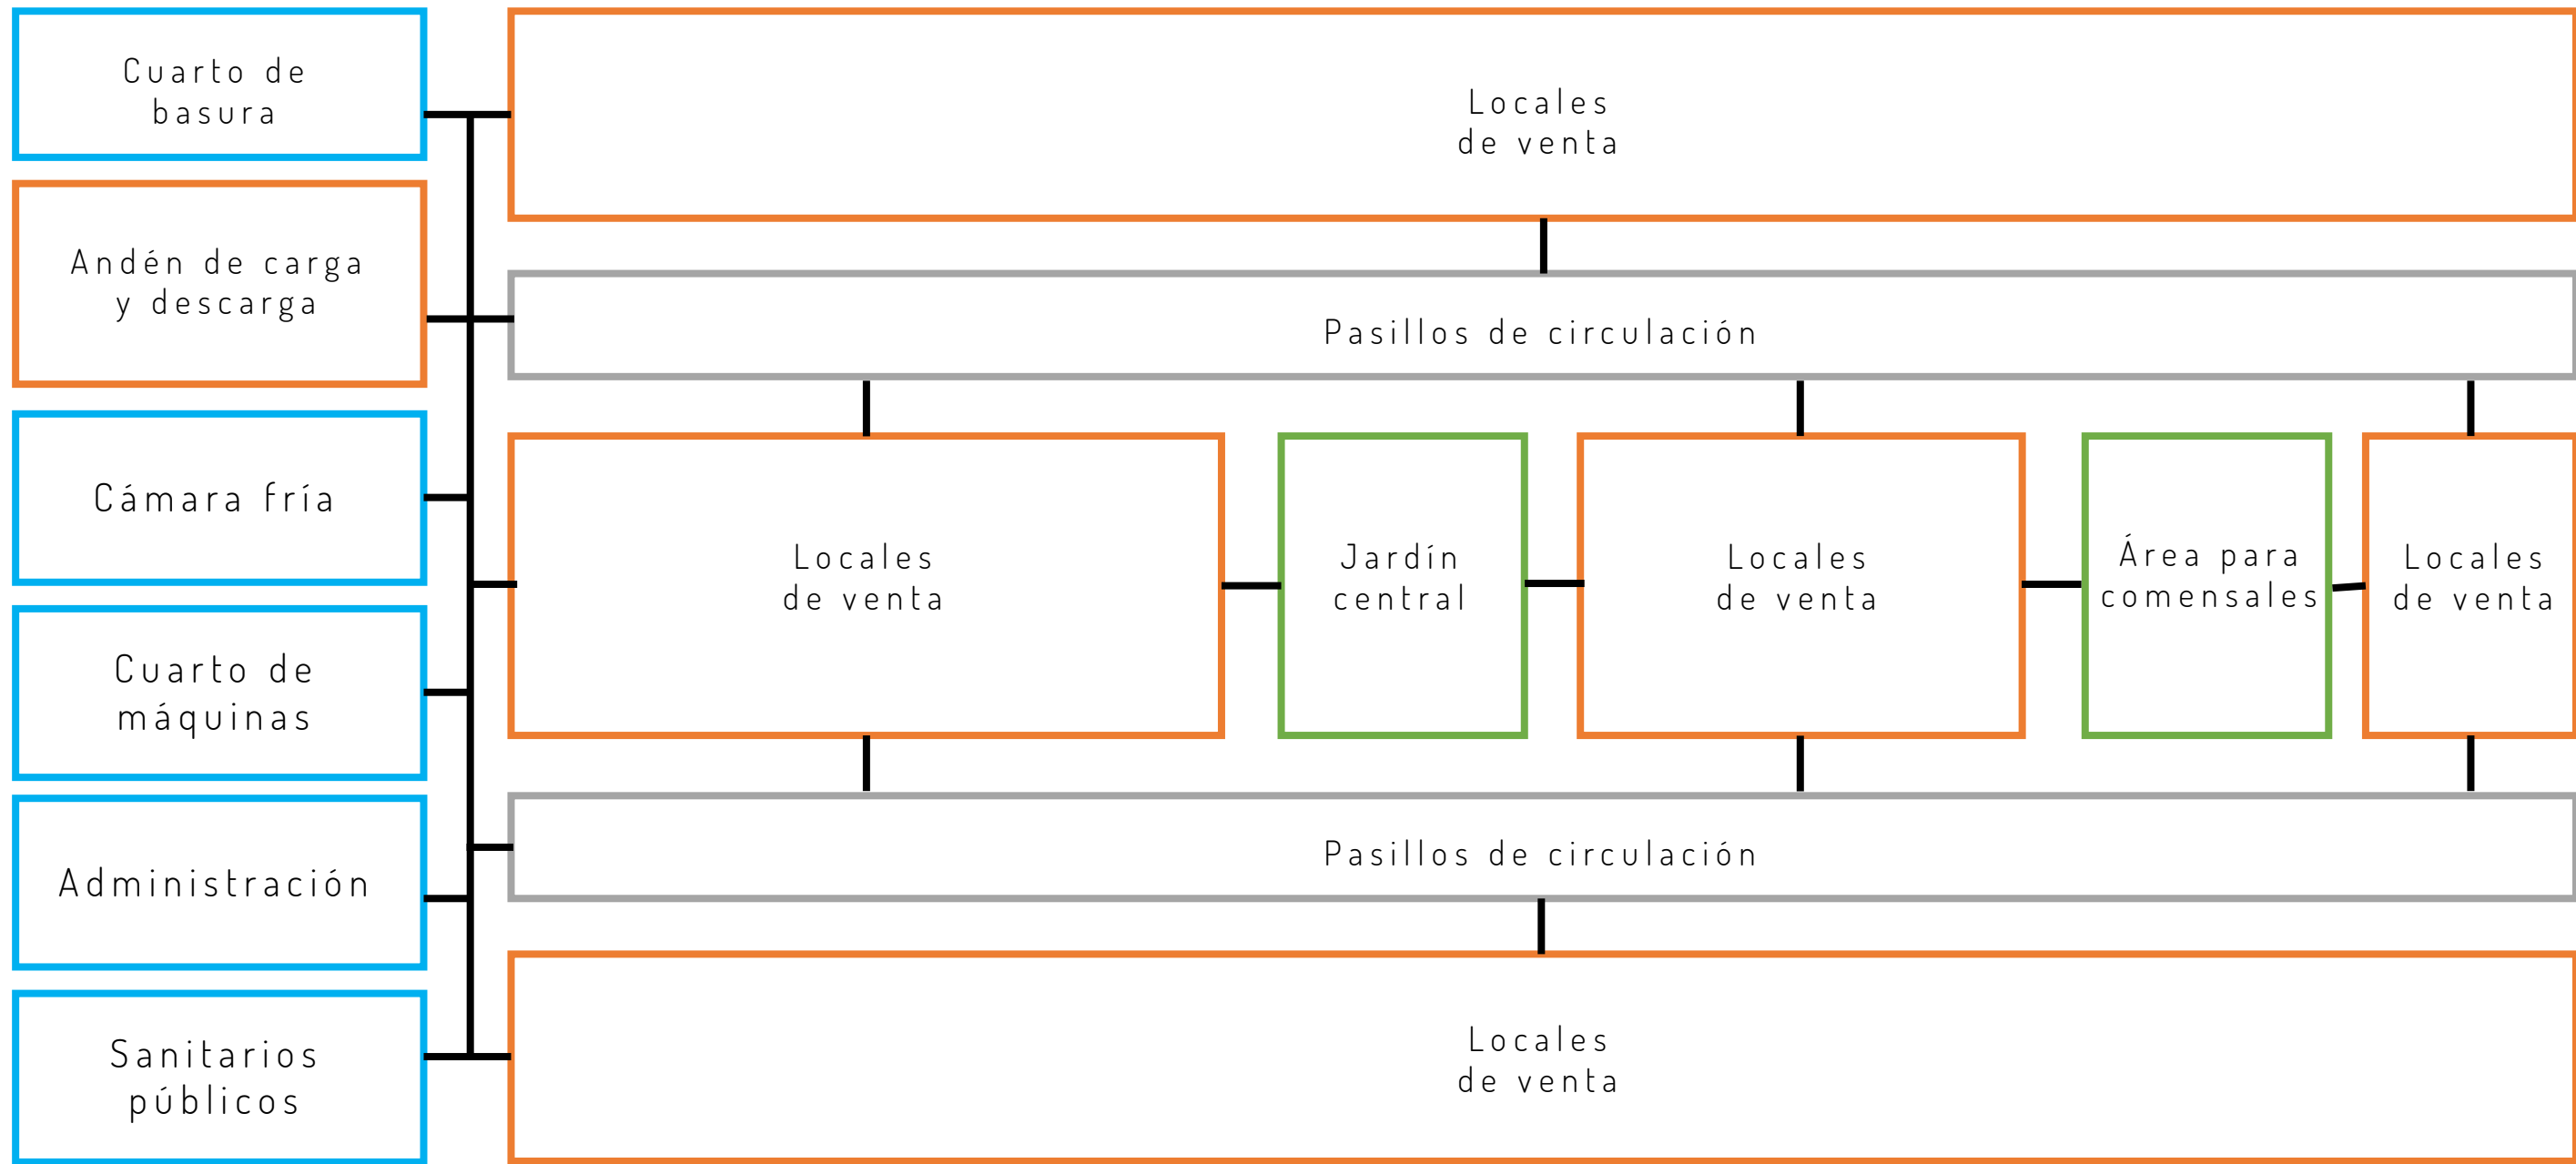 Cuarto de
basura
Andén de carga
y descarga
Cámara fría
Cuarto de
máquinas
Administración
Sanitarios
públicos
Locales
de venta
Pasillos de circulación
Locales
de venta
Jardín
central
Locales
de venta
Área para
comensales
Locales
de venta
Pasillos de circulación
Locales
de venta